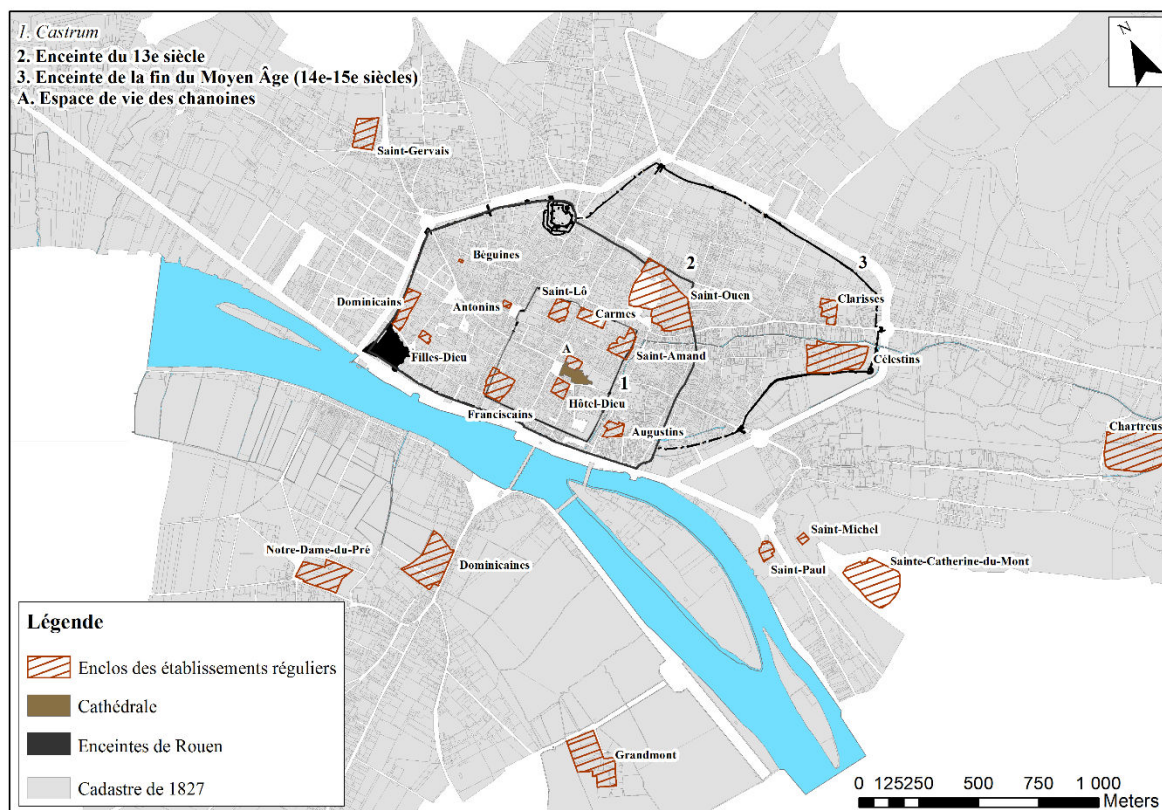 1. Castrum
2. Enceinte du 13e siècle
3. Enceinte de la fin du Moyen Âge (14e-15e siècles)
A. Espace de vie des chanoines
N
Saint-Gervais
Béguines
2
3
Dominicains
Antonins
Saint-Lô
Saint-Ouen
Clarisses
Carmes
Filles-Dieu
A
Saint-Amand
Célestins
1
Franciscains
Hôtel-Dieu
Augustins
Chartreus
Notre-Dame-du-Pré
Dominicaines
Saint-Michel
Saint-Paul
Sainte-Catherine-du-Mont
Grandmont
Légende
Enclos des établissements réguliers
Cathédrale
Enceintes de Rouen
Cadastre de 1827
0 125250 500 750 1 000
Meters